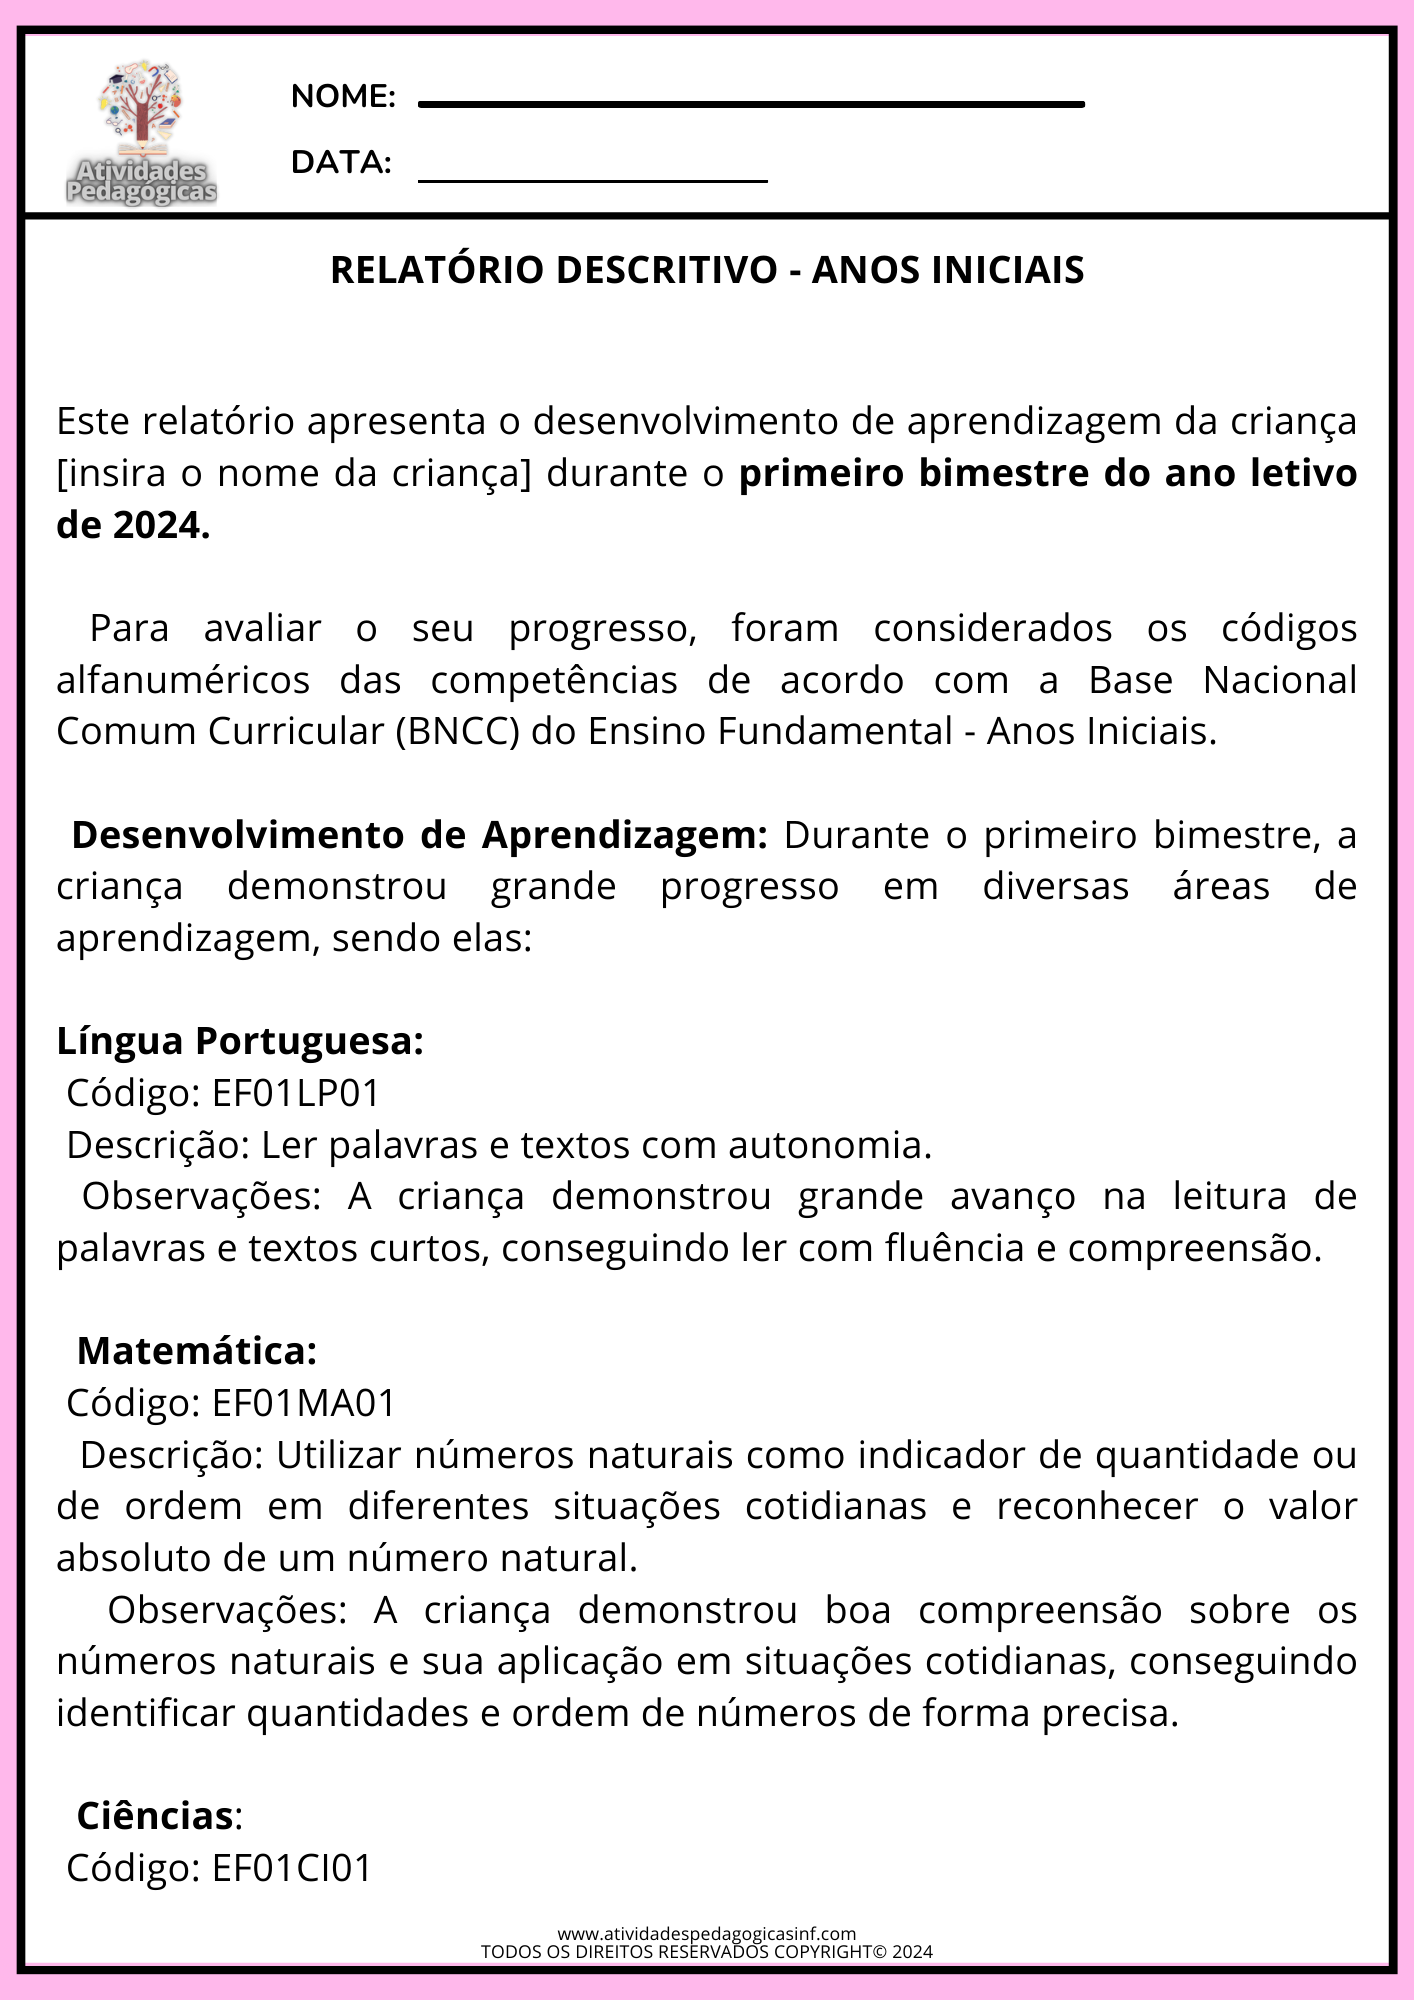 Atividades
Pedagógicas
NOME:
DATA:
RELATÓRIO DESCRITIVO - ANOS INICIAIS
Este relatório apresenta o desenvolvimento de aprendizagem da criança
[insira o nome da criança] durante o primeiro bimestre do ano letivo
de 2024.
Para avaliar o seu progresso, foram considerados os códigos
alfanuméricos das competências de acordo com a Base Nacional
Comum Curricular (BNCC) do Ensino Fundamental - Anos Iniciais.
Desenvolvimento de Aprendizagem: Durante o primeiro bimestre, a
criança demonstrou grande progresso em diversas áreas de
aprendizagem, sendo elas:
Língua Portuguesa:
Código: EF01LP01
Descrição: Ler palavras e textos com autonomia.
Observações: A criança demonstrou grande avanço na leitura de
palavras e textos curtos, conseguindo ler com fluência e compreensão.
Matemática:
Código: EF01MA01
Descrição: Utilizar números naturais como indicador de quantidade ou
de ordem em diferentes situações cotidianas e reconhecer o valor
absoluto de um número natural.
Observações: A criança demonstrou boa compreensão sobre os
números naturais e sua aplicação em situações cotidianas, conseguindo
identificar quantidades e ordem de números de forma precisa.
Ciências:
Código: EF01CI01
www.atividadespedagogicasinf.com
TODOS OS DIREITOS RESERVADOS COPYRIGHT© 2024